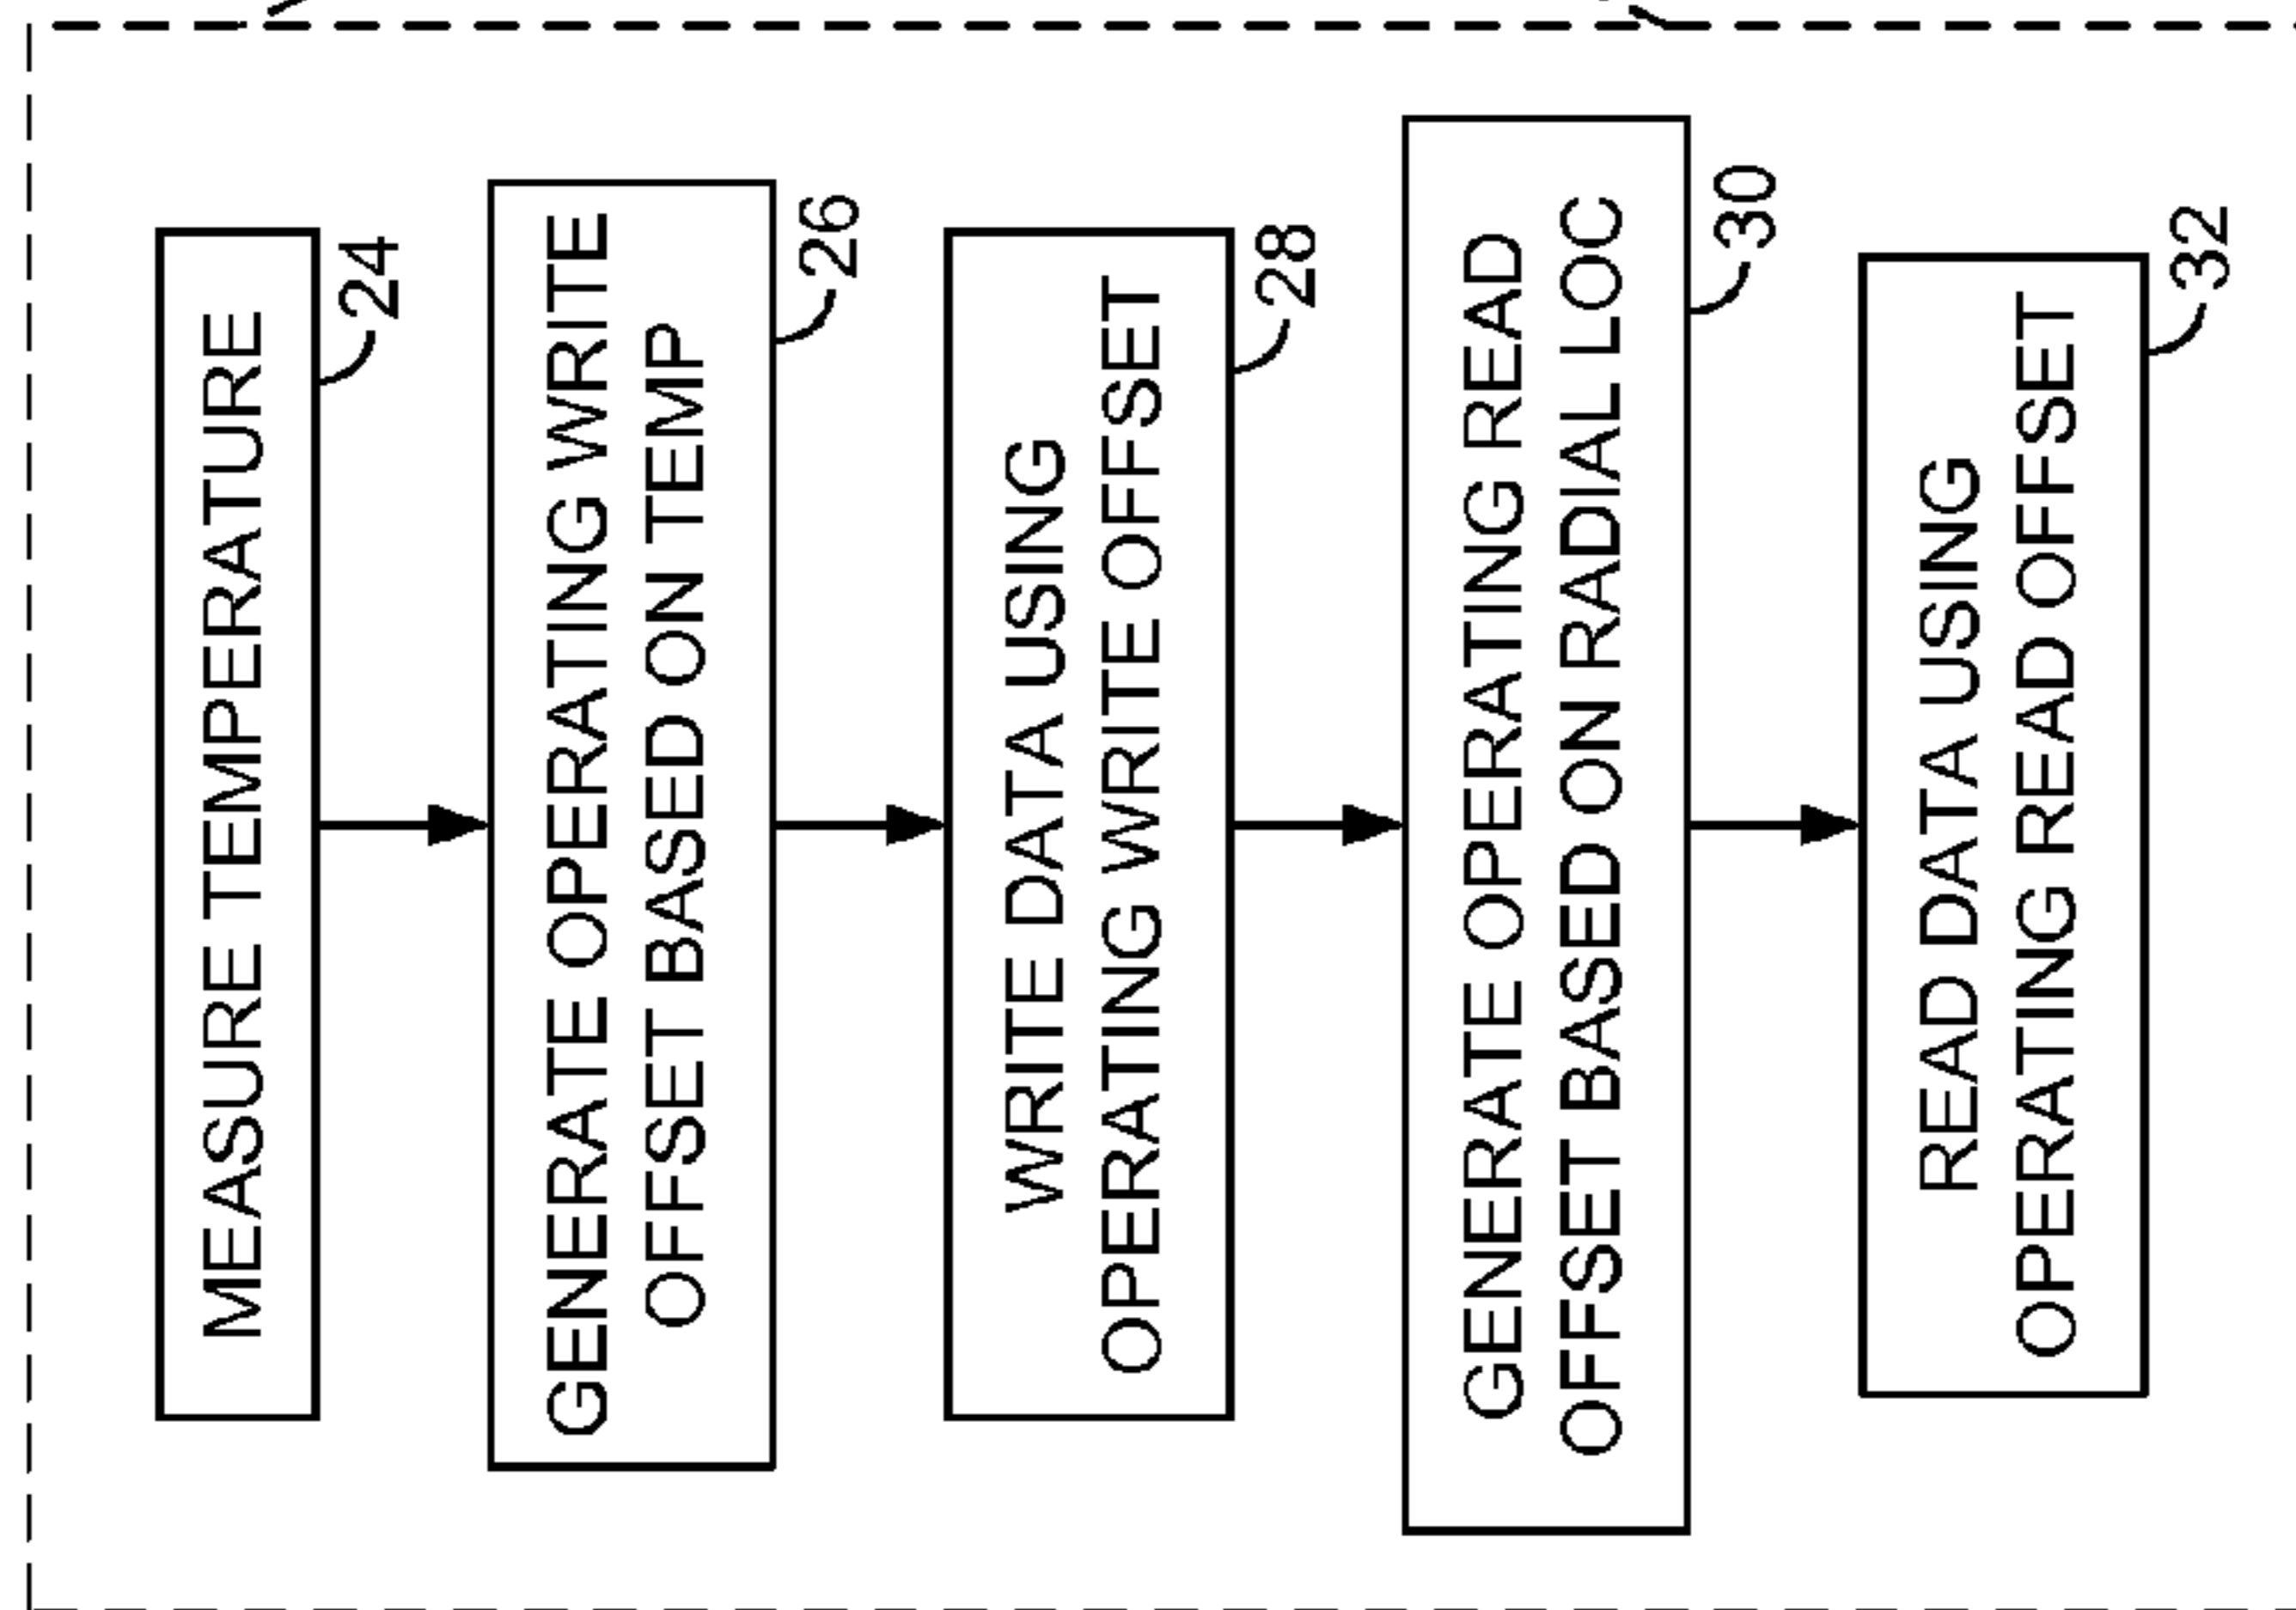 MEASURE TEMPERATURE
24
GENERATE OPERATING WRITE
OFFSET BASED ON TEMP
26
WRITE DATA USING
OPERATING WRITE OFFSET
28
GENERATE OPERATING READ
OFFSET BASED ON RADIAL LOC
30
READ DATA USING
OPERATING READ OFFSET
32